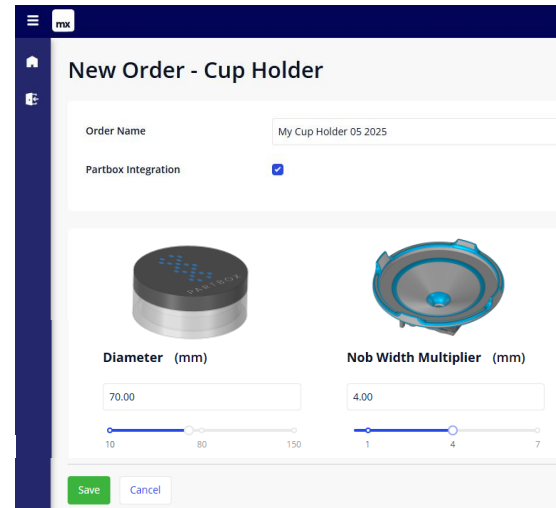 mx
New Order - Cup Holder
Order Name
My Cup Holder 05 2025
Partbox Integration
PARTBOX
Diameter (mm)
Nob Width Multiplier (mm)
70.00
4.00
10 80 150
1 4 7
Save Cancel